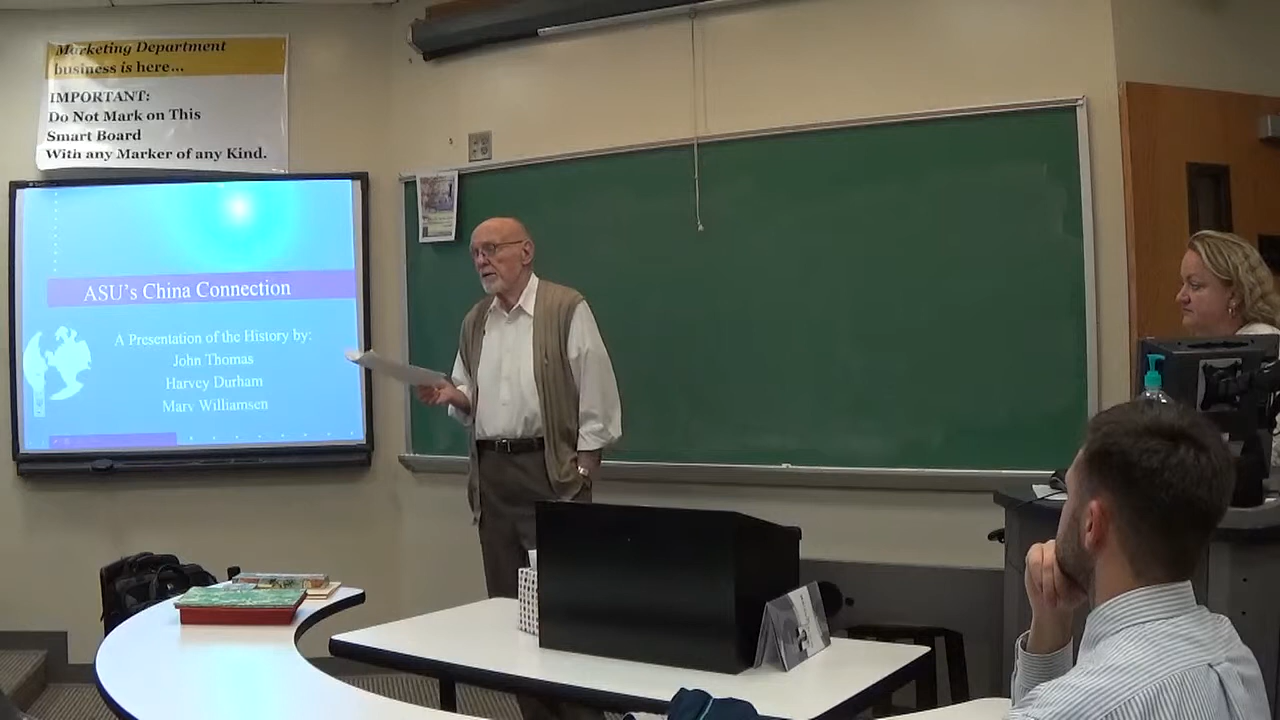 Marketing Department
business is here...
IMPORTANT:
Do Not Mark on This
Smart Board
With any Marker of any Kind.
ASU's China Connection
A Presentation of the History by:
John Thomas
Harvey Durham
Mary Williamsen